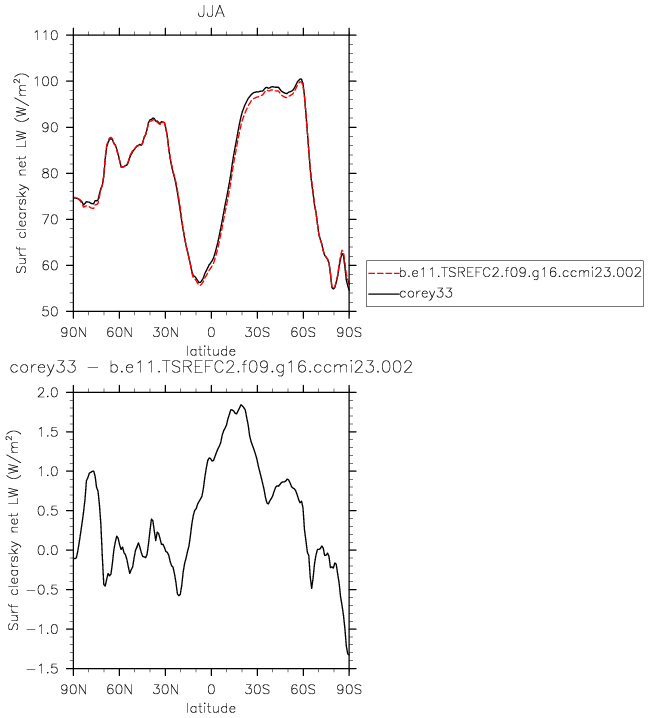 JJA
Surf clearsky net LW (W/m²)
110
100
90
80
70
60
50
90N 60N 30N 0 30S 60S 90S
latitude
b.e11.TSREFC2.f09.g16.ccmi23.002
corey33
corey33 − b.e11.TSREFC2.f09.g16.ccmi23.002
Surf clearsky net LW (W/m²)
2.0
1.5
1.0
0.5
0.0
−0.5
−1.0
−1.5
90N 60N 30N 0 30S 60S 90S
latitude